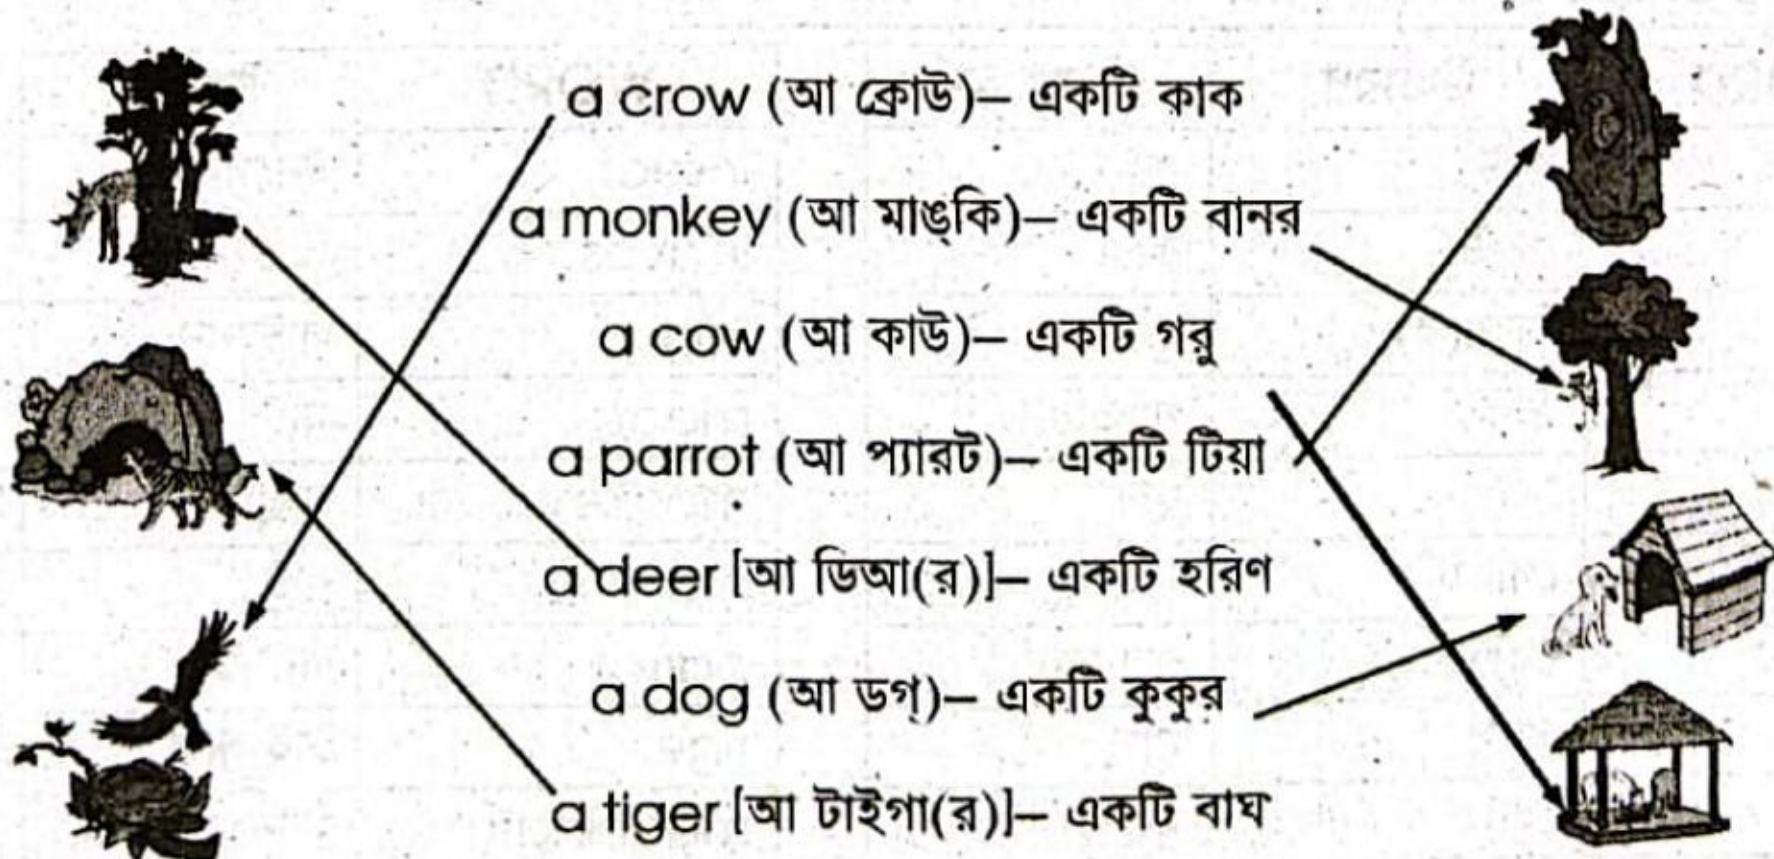 a crow (আ ক্রোউ)– একটি কাক
a monkey (আ মাঙ্‌কি)– একটি বানর
a cow (আ কাউ)– একটি গরু
a parrot (আ প্যারট)– একটি টিয়া
a deer [আ ডিআ(র)]– একটি হরিণ
a dog (আ ডগ্)– একটি কুকুর
a tiger [আ টাইগা(র)]– একটি বাঘ